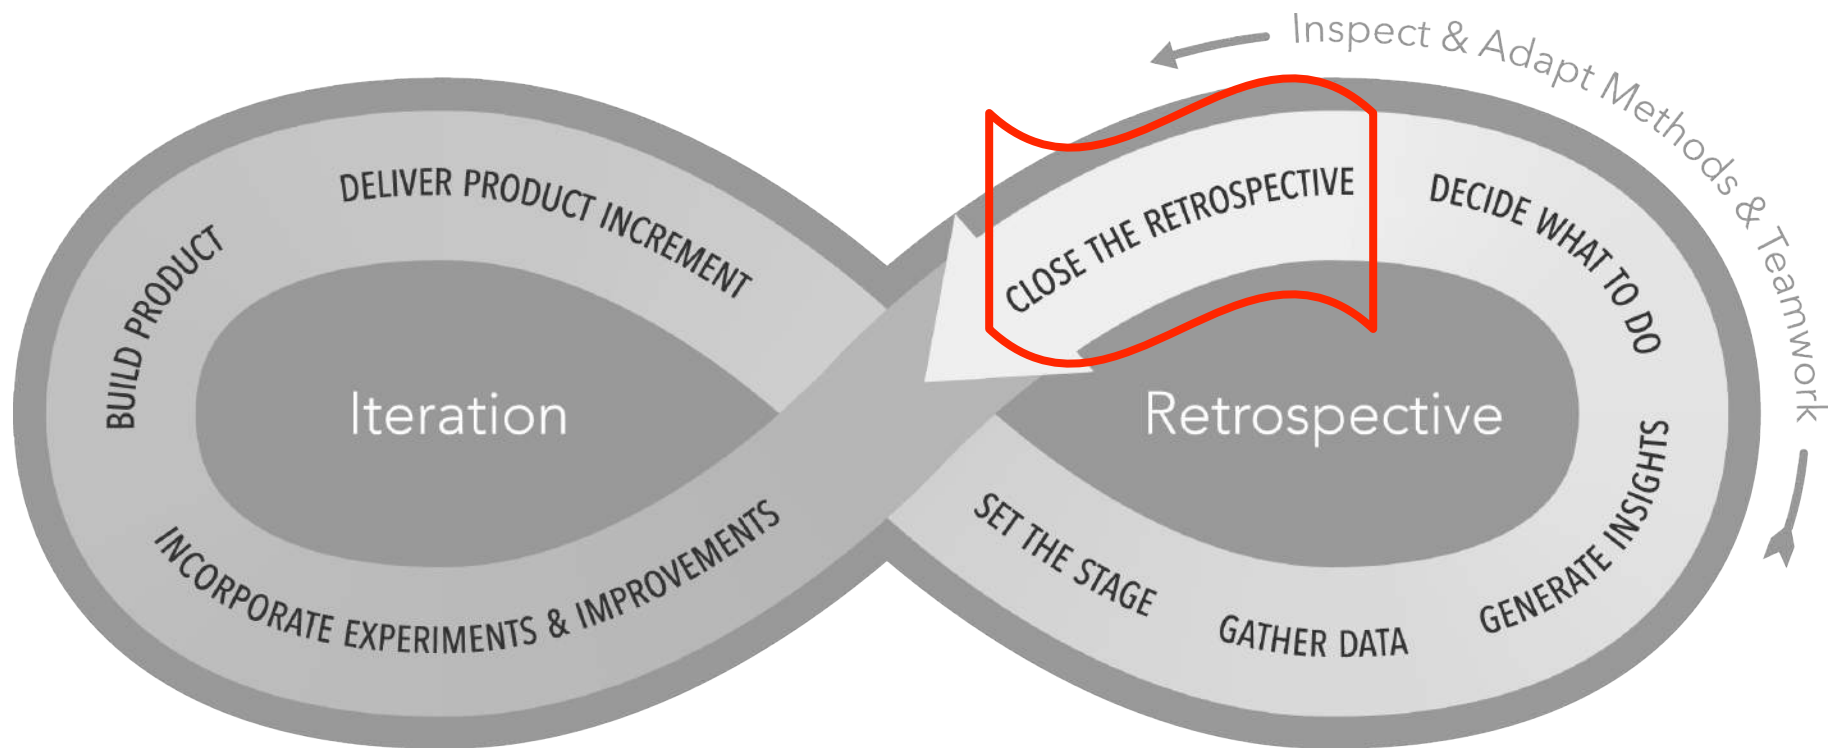 Inspect & Adapt Methods & Teamwork
DELIVER PRODUCT INCREMENT
BUILD PRODUCT
Iteration
INCORPORATE EXPERIMENTS & IMPROVEMENTS
CLOSE THE RETROSPECTIVE
DECIDE WHAT TO DO
Retrospective
SET THE STAGE
GATHER DATA
GENERATE INSIGHTS